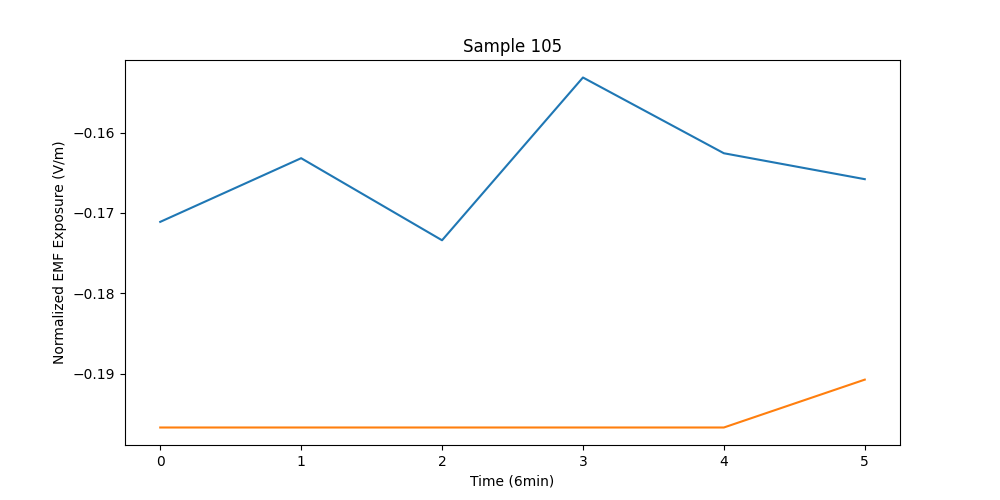 Sample 105
Normalized EMF Exposure (V/m)
−0.16
−0.17
−0.18
−0.19
0 1 2 3 4 5
Time (6min)